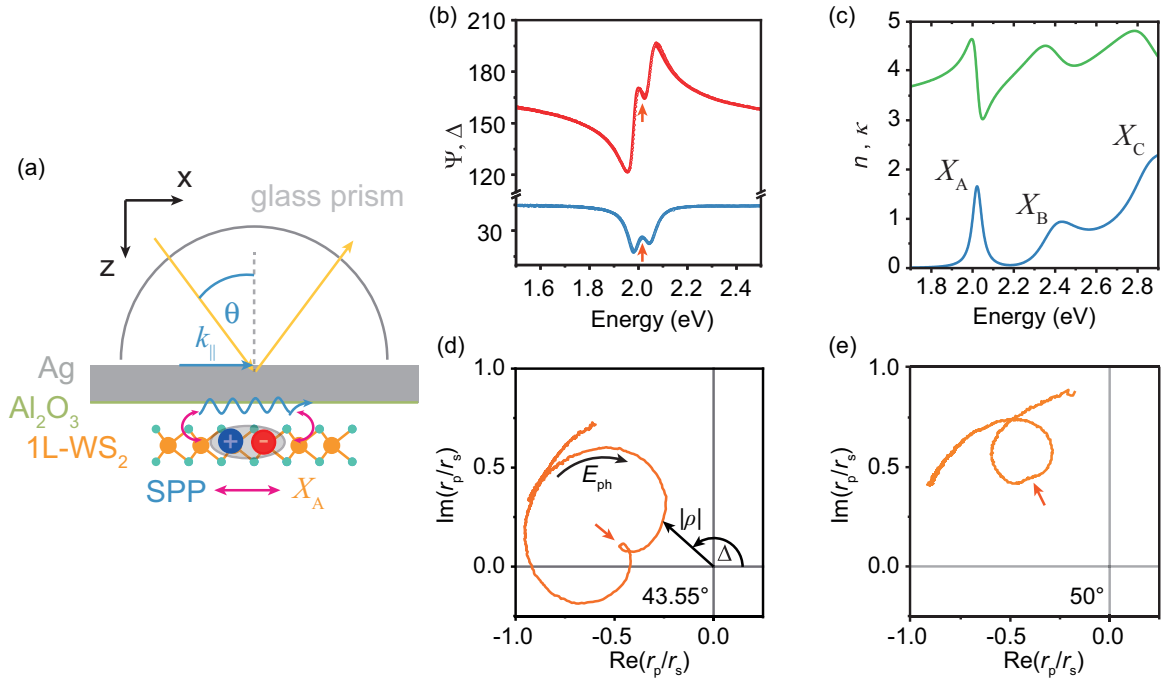 (a)
x
z
glass prism
θ
k∥
Ag
Al2O3
1L-WS2
+
-
SPP
XA
(b)
210
180
150
120
30
Ψ, Δ
1.6 1.8 2.0 2.2 2.4
Energy (eV)
(c)
5
4
3
2
1
0
n , κ
XA
XB
XC
1.8 2.0 2.2 2.4 2.6 2.8
Energy (eV)
(d)
1.0
0.5
0.0
Im(rp/rs)
Eph
|ρ|
Δ
43.55°
-1.0 -0.5 0.0
Re(rp/rs)
(e)
1.0
0.5
0.0
Im(rp/rs)
50°
-1.0 -0.5 0.0
Re(rp/rs)